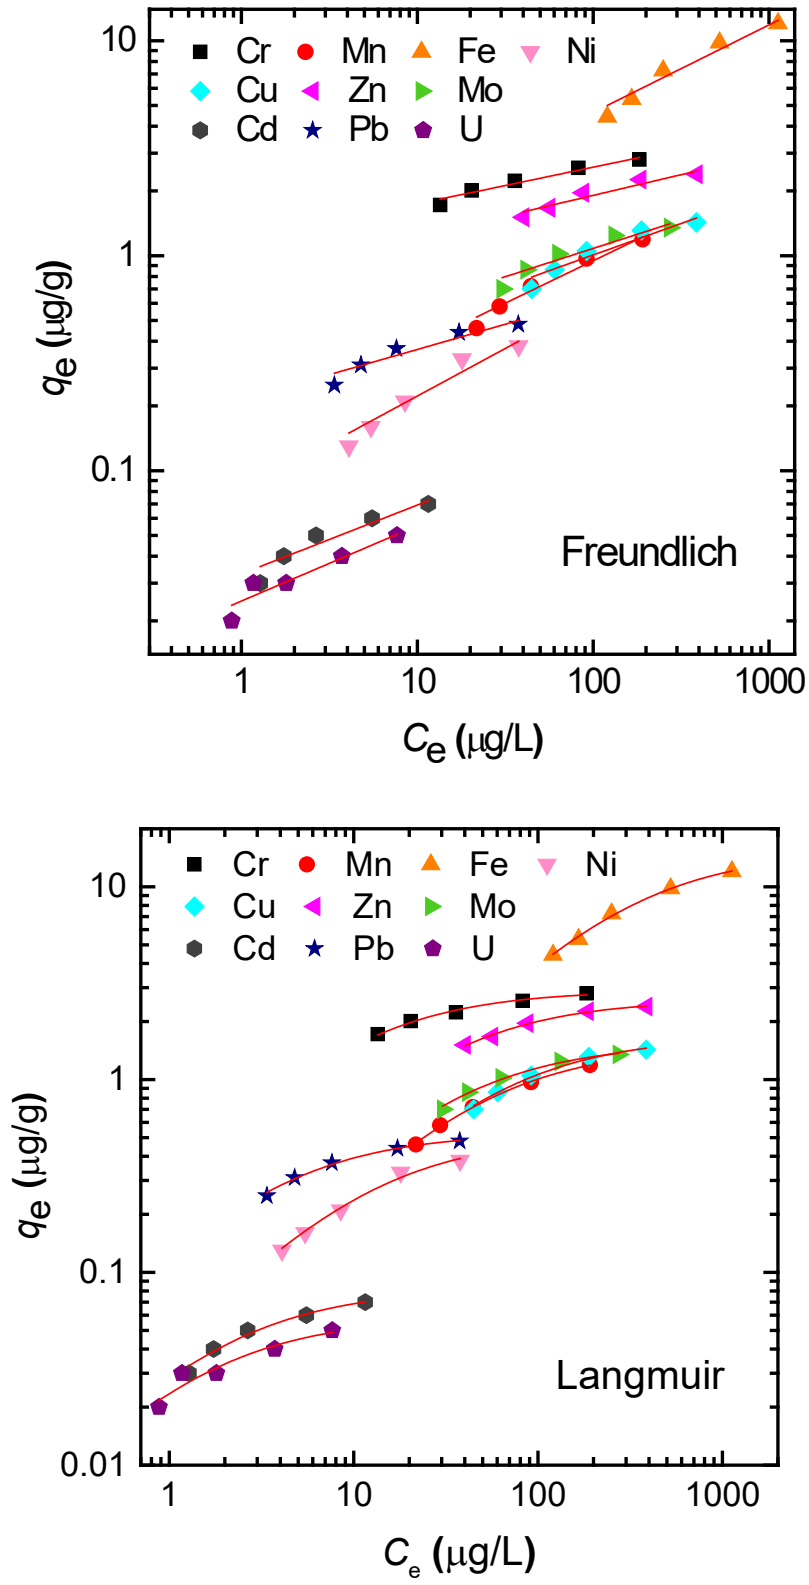 10
Cr Mn Fe Ni
Cu Zn Mo
Cd Pb U
1
qe (μg/g)
0.1
Freundlich
1 10 100 1000
Ce (μg/L)
10
Cr Mn Fe Ni
Cu Zn Mo
Cd Pb U
1
qe (μg/g)
0.1
Langmuir
0.01
1 10 100 1000
Ce (μg/L)